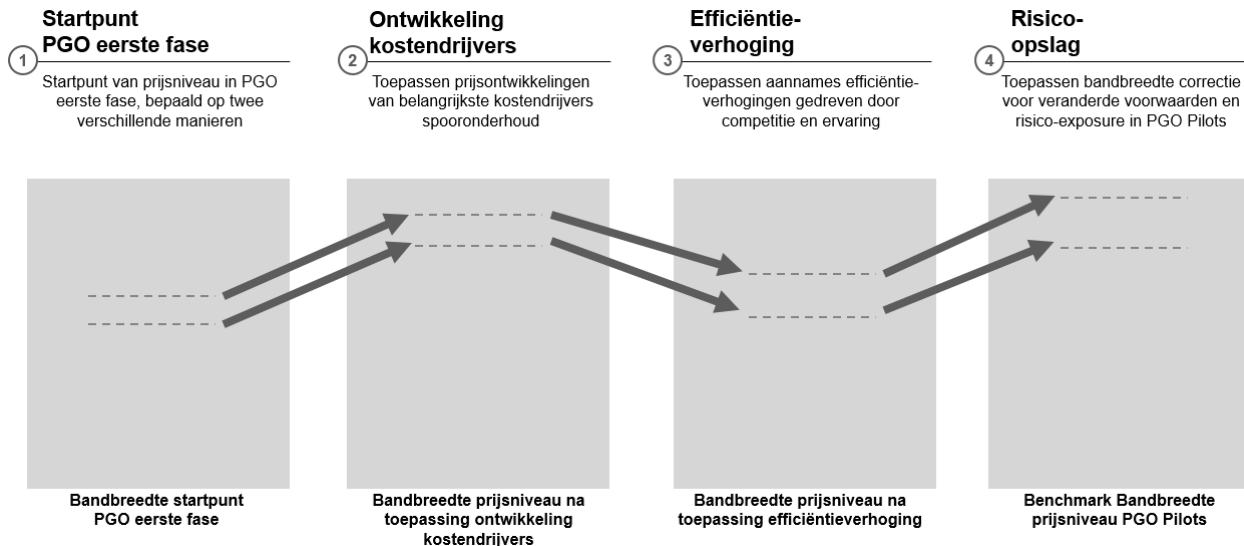 Startpunt
PGO eerste fase
1
Startpunt van prijsniveau in PGO
eerste fase, bepaald op twee
verschillende manieren
Ontwikkeling
kostendrijvers
2
Toepassen prijsontwikkelingen
van belangrijkste kostendrijvers
spooronderhoud
Efficiëntie-
verhoging
3
Toepassen aannames efficiëntie-
verhogingen gedreven door
competitie en ervaring
Risico-
opslag
4
Toepassen bandbreedte correctie
voor veranderde voorwaarden en
risico-exposure in PGO Pilots
Bandbreedte startpunt
PGO eerste fase
Bandbreedte prijsniveau na
toepassing ontwikkeling
kostendrijvers
Bandbreedte prijsniveau na
toepassing efficiëntieverhoging
Benchmark Bandbreedte
prijsniveau PGO Pilots